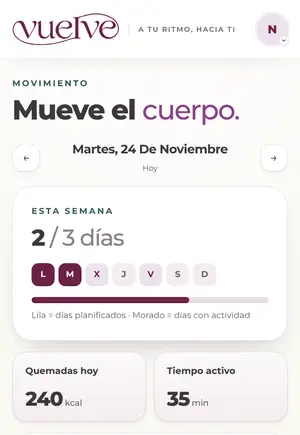 vuelve
A TU RITMO, HACIA TI
N
MOVIMIENTO
Mueve el cuerpo.
←
Martes, 24 De Noviembre
→
Hoy
ESTA SEMANA
2 / 3 días
L M X J V S D
Lila = días planificados · Morado = días con actividad
Quemadas hoy
240 kcal
Tiempo activo
35 min